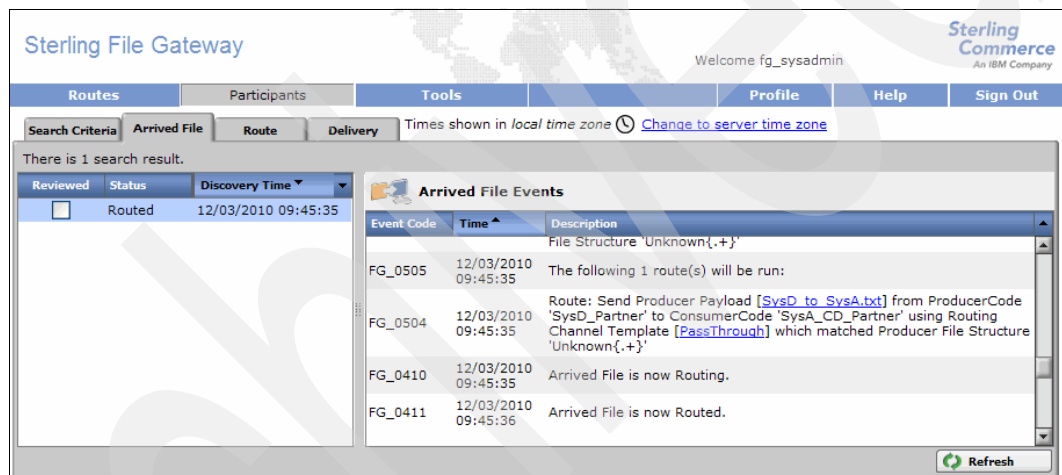 Sterling File Gateway
Welcome fg_sysadmin
Sterling
Commerce
An IBM Company
Routes Participants Tools Profile Help Sign Out
Search Criteria Arrived File Route Delivery Times shown in local time zone Change to server time zone
There is 1 search result.
Reviewed Status Discovery Time
Routed 12/03/2010 09:45:35
Arrived File Events
Event Code Time Description
File Structure 'Unknown{.+}'
FG_0505 12/03/2010 09:45:35 The following 1 route(s) will be run:
FG_0504 12/03/2010 09:45:35 Route: Send Producer Payload [SysD_to_SysA.txt] from ProducerCode
'SysD_Partner' to ConsumerCode 'SysA_CD_Partner' using Routing
Channel Template [PassThrough] which matched Producer File Structure
'Unknown{.+}'
FG_0410 12/03/2010 09:45:35 Arrived File is now Routing.
FG_0411 12/03/2010 09:45:36 Arrived File is now Routed.
Refresh